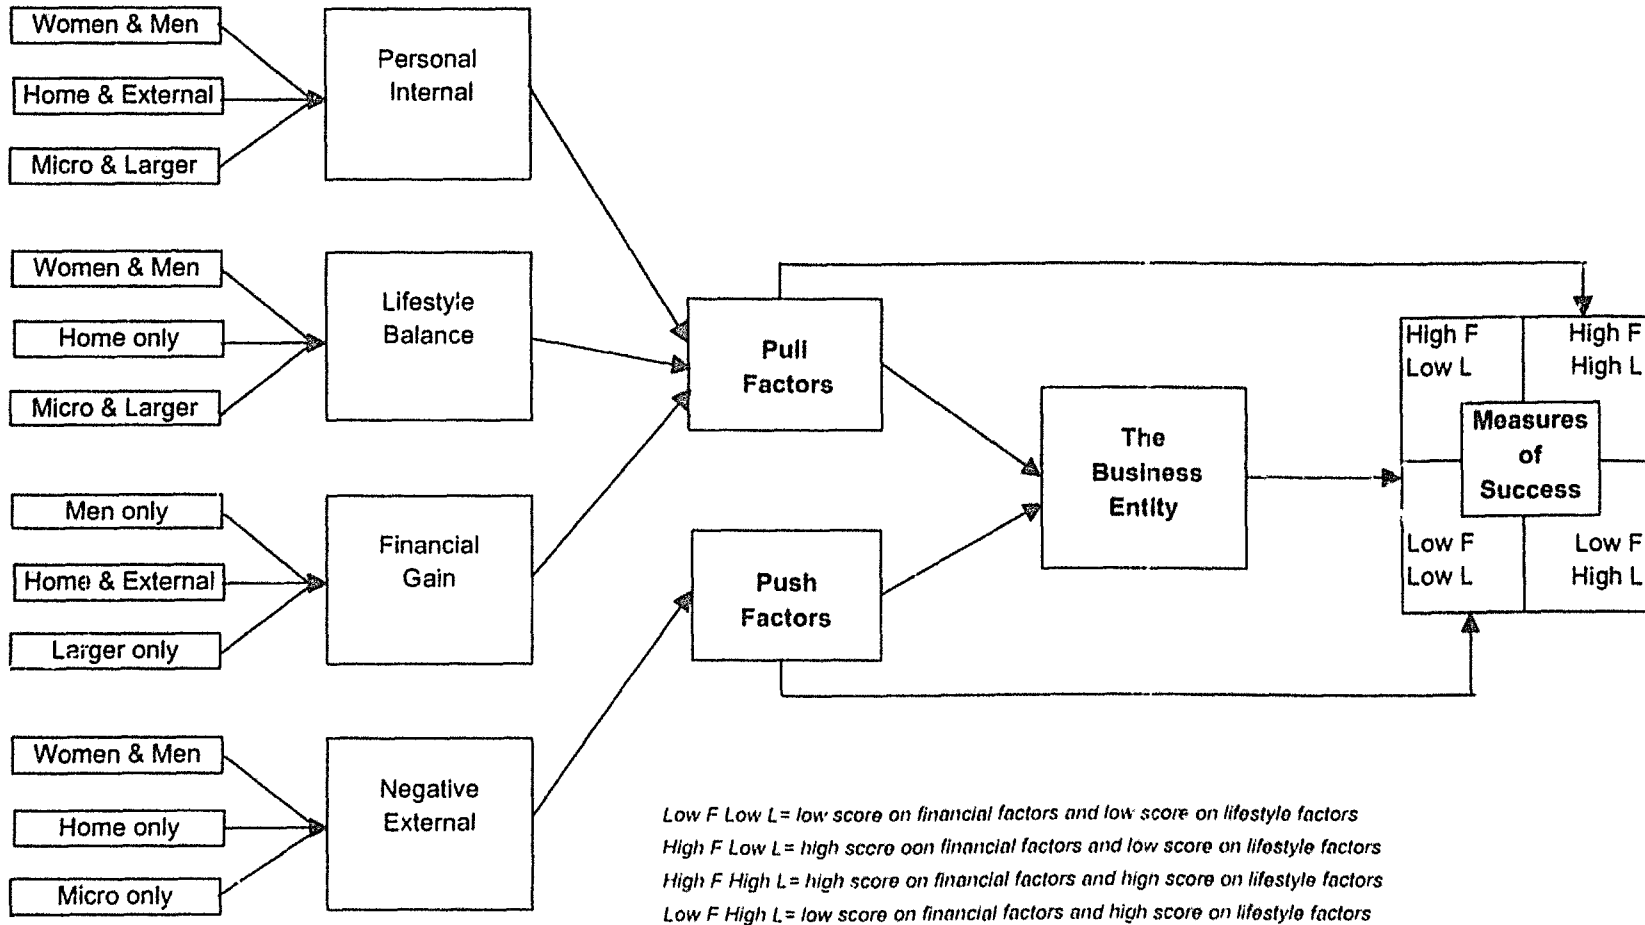 Women & Men
Home & External
Micro & Larger
Personal
Internal
Women & Men
Home only
Micro & Larger
Lifestyle
Balance
Men only
Home & External
Larger only
Financial
Gain
Women & Men
Home only
Micro only
Negative
External
Pull
Factors
Push
Factors
The
Business
Entity
High F
Low L
High F
High L
Measures
of
Success
Low F
Low L
Low F
High L
Low F Low L= low score on financial factors and low score on lifestyle factors
High F Low L= high sccre oon financial factors and low score on lifestyle factors
High F High L= high score on financial factors and high score on lifestyle factors
Low F High L= low score on financial factors and high score on lifestyle factors